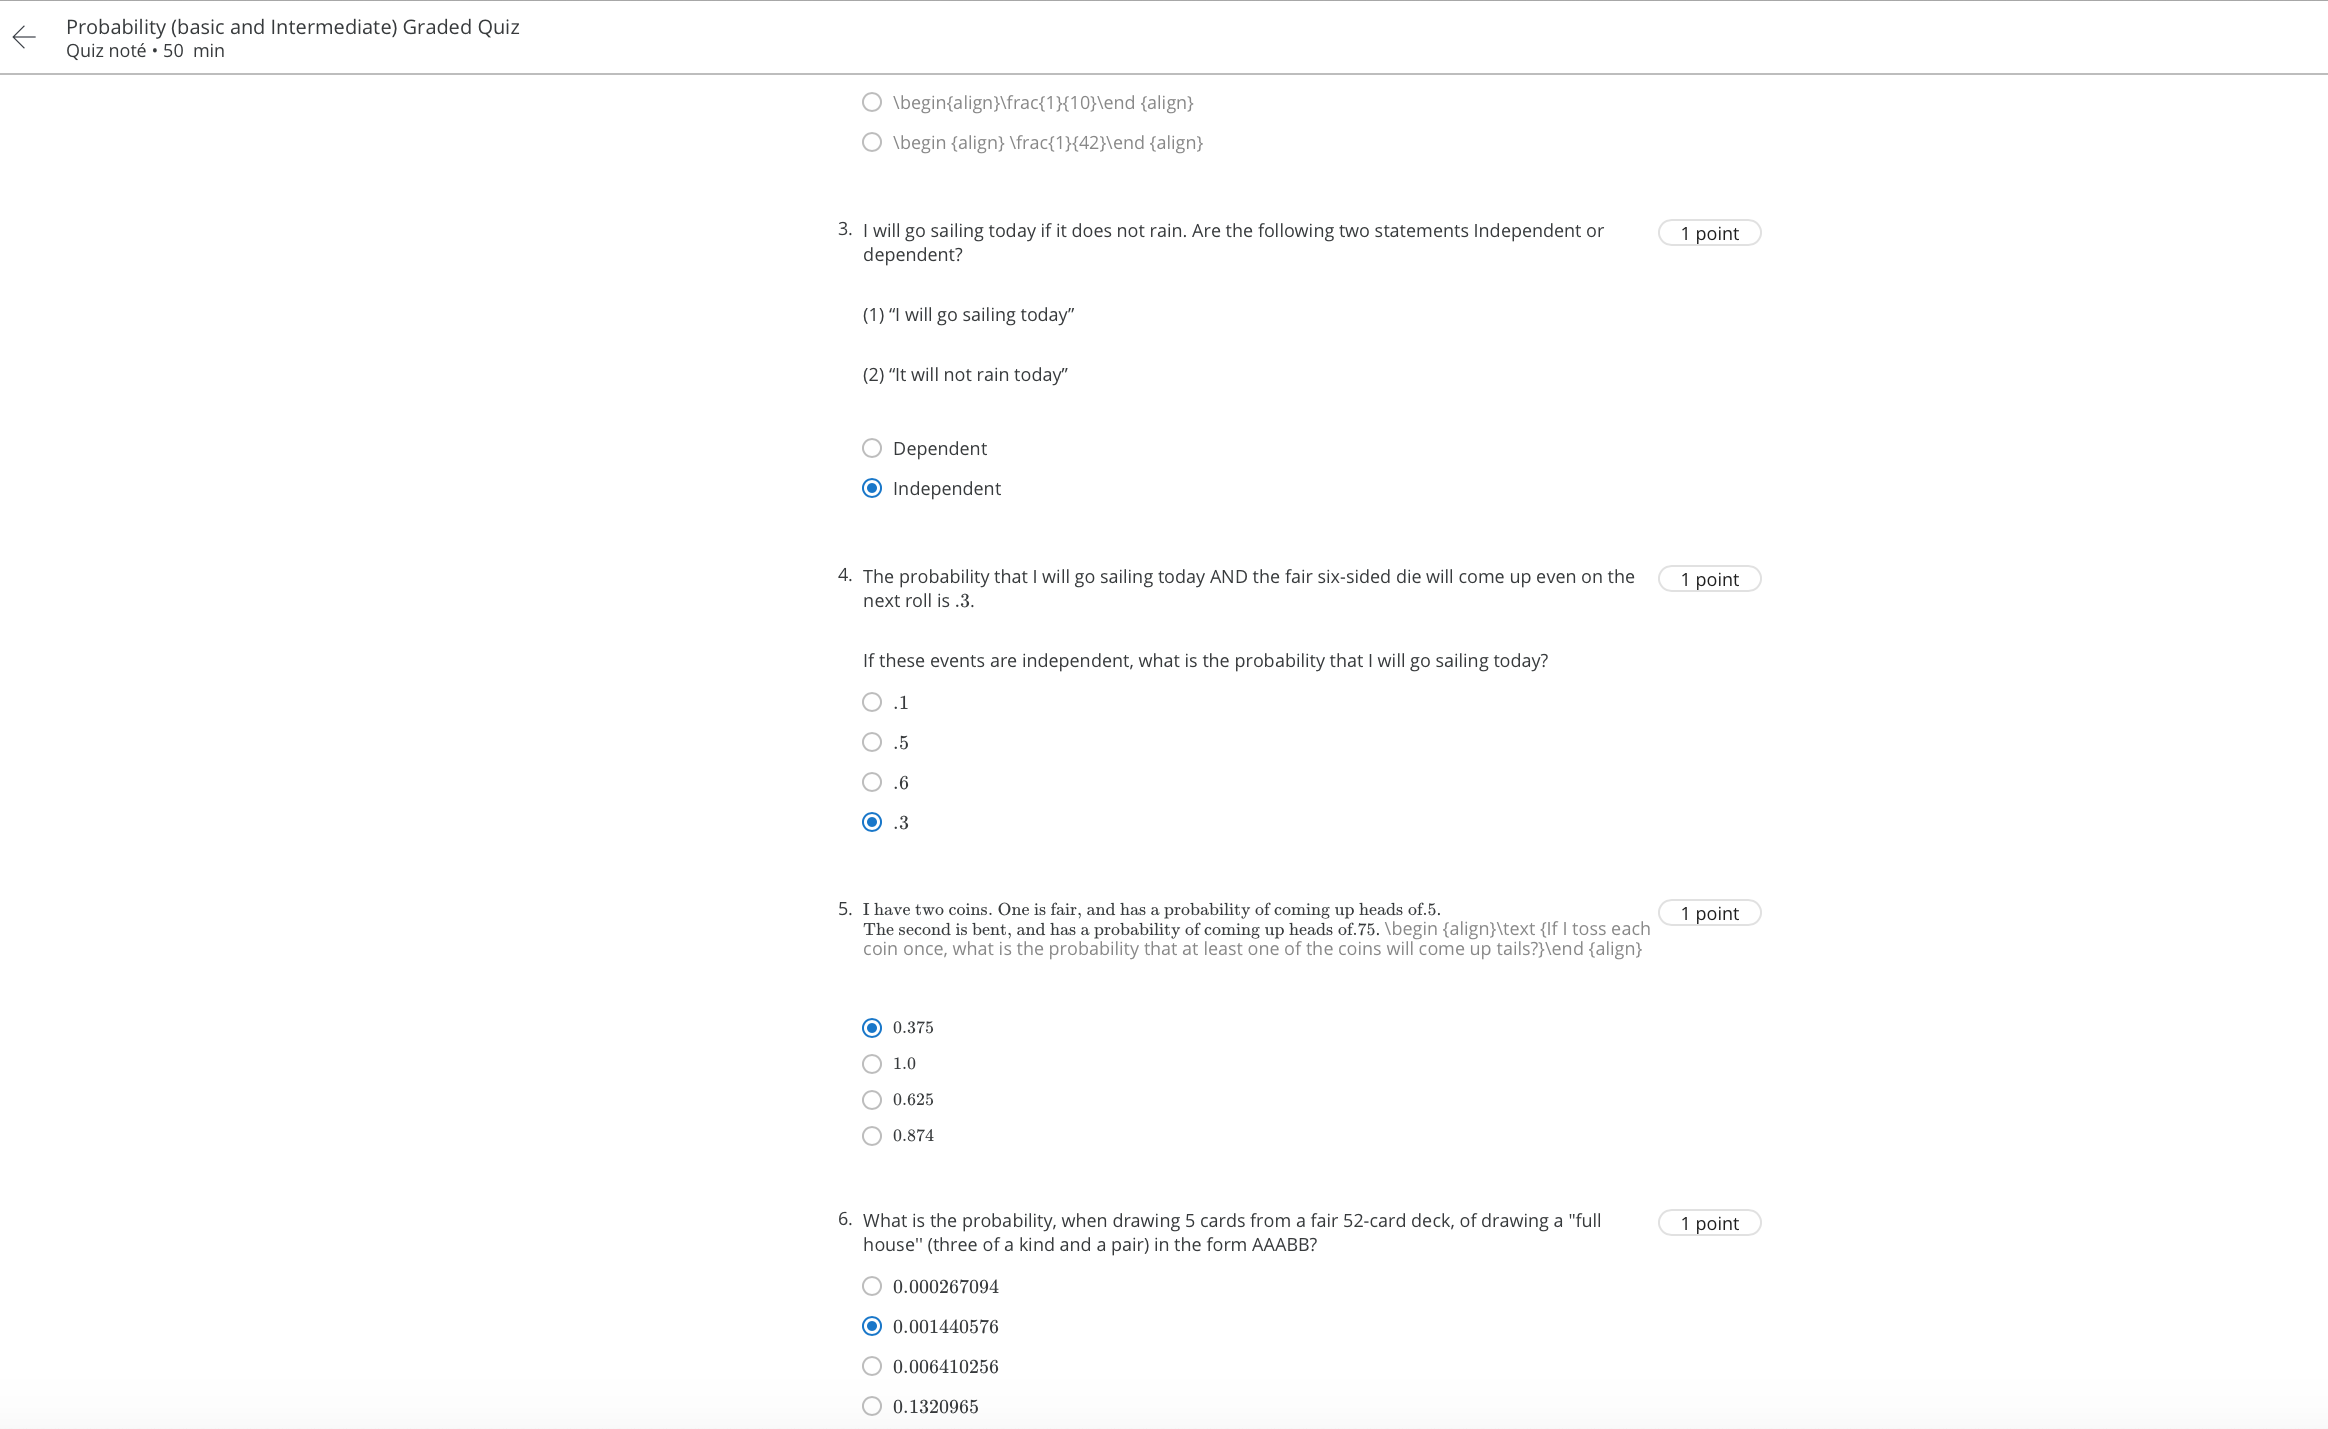 Probability (basic and Intermediate) Graded Quiz
Quiz noté • 50 min
\begin{align}\frac{1}{10}\end {align}
\begin {align} \frac{1}{42}\end {align}
3. I will go sailing today if it does not rain. Are the following two statements Independent or
dependent?
1 point
(1) “I will go sailing today”
(2) “It will not rain today”
Dependent
Independent
4. The probability that I will go sailing today AND the fair six-sided die will come up even on the
next roll is .3.
1 point
If these events are independent, what is the probability that I will go sailing today?
.1
.5
.6
.3
5. I have two coins. One is fair, and has a probability of coming up heads of.5.
The second is bent, and has a probability of coming up heads of.75. \begin {align}\text {If I toss each
coin once, what is the probability that at least one of the coins will come up tails?}\end {align}
1 point
0.375
1.0
0.625
0.874
6. What is the probability, when drawing 5 cards from a fair 52-card deck, of drawing a "full
house'' (three of a kind and a pair) in the form AAABB?
1 point
0.000267094
0.001440576
0.006410256
0.1320965